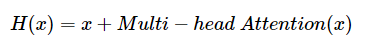 H(x) = x + Multi − head Attention(x)